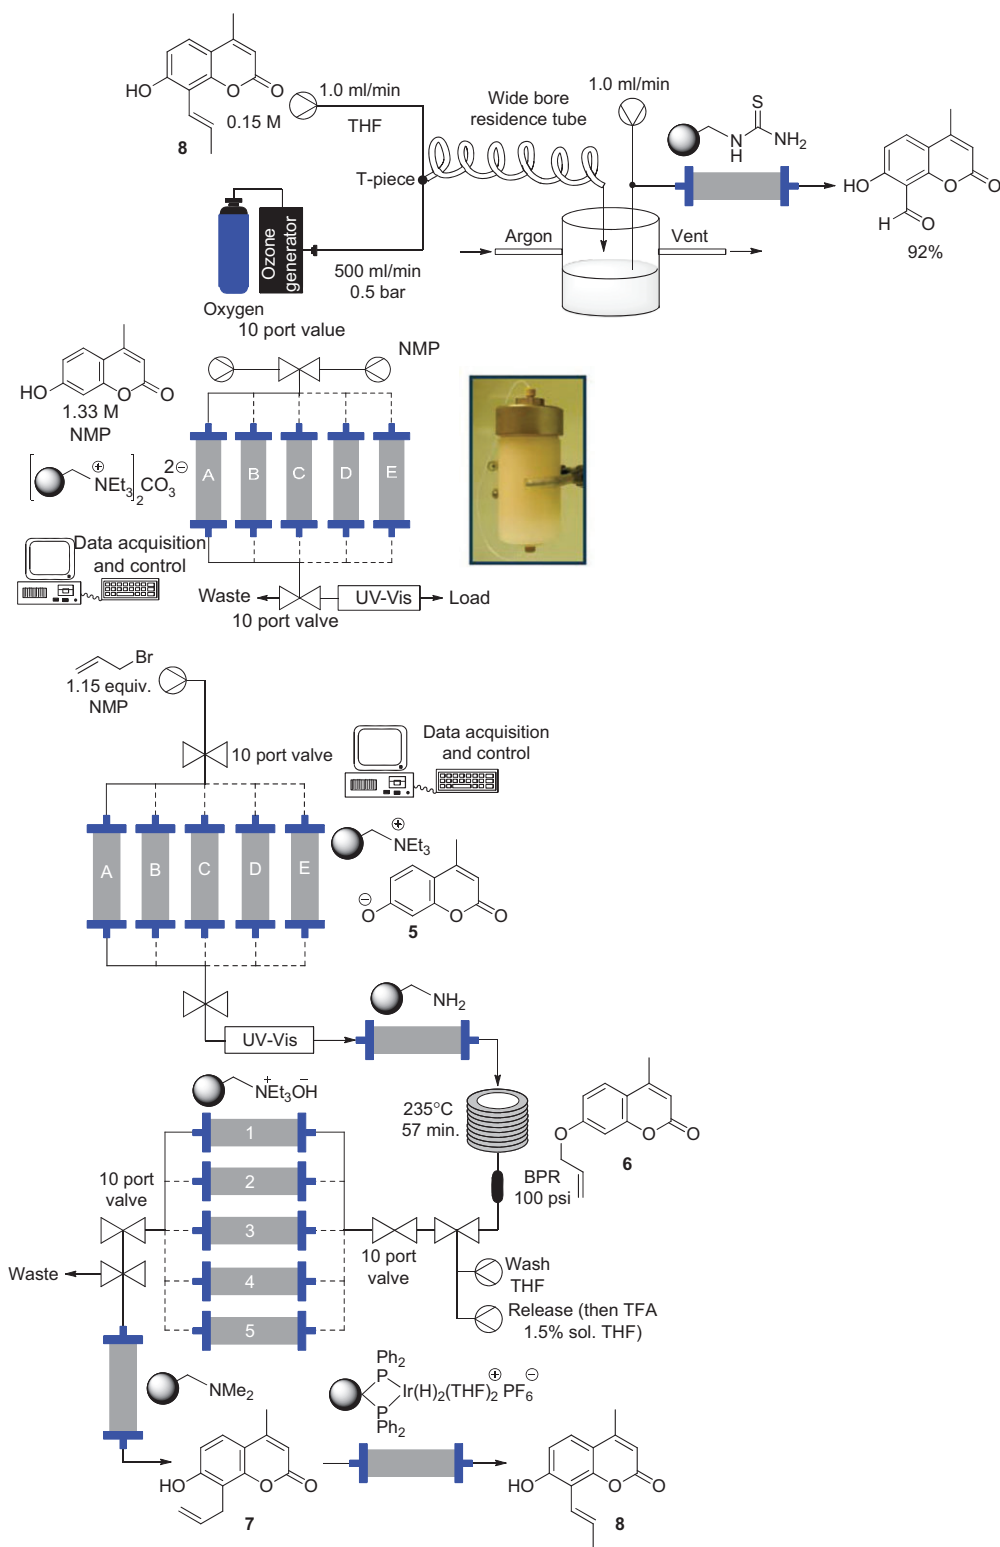 HO
O
O
8
0.15 M
1.0 ml/min
THF
T-piece
Wide bore
residence tube
1.0 ml/min
S
N
H
NH2
HO
O
O
H
O
92%
Oxygen
Ozone
generator
500 ml/min
0.5 bar
Argon
Vent
10 port value
NMP
HO
O
O
1.33 M
NMP
A
B
C
D
E
[
⊕
NEt3
]2
CO3
2⊖
Data acquisition
and control
Waste
UV-Vis
Load
10 port valve
Br
1.15 equiv.
NMP
10 port valve
Data acquisition
and control
A
B
C
D
E
⊕
NEt3
⊖
O
O
O
5
UV-Vis
NH2
+ −
NEt3OH
235°C
57 min.
O
O
O
6
BPR
100 psi
1
2
3
4
5
10 port
valve
10 port
valve
Waste
Wash
THF
Release (then TFA
1.5% sol. THF)
NMe2
Ph2
P
Ir(H)2(THF)2 ⊕ PF6 ⊖
P
Ph2
HO
O
O
7
HO
O
O
8